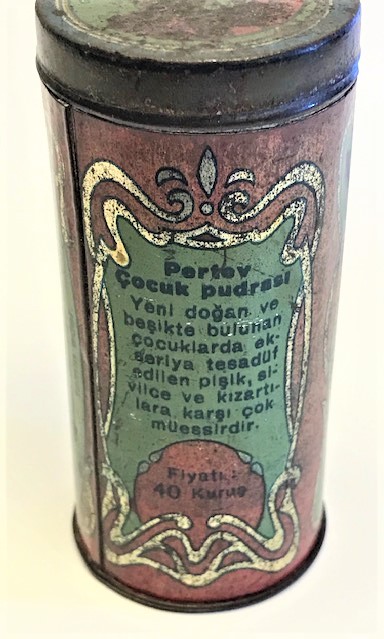 Pertev
Çocuk pudrası
Yeni doğan ve
beşikte bulunan
çocuklarda ek-
seriya tesadüf
edilen pişik, si-
vilce ve kızartı-
lara karşı çok
müessirdir.
Fiyatı:
40 Kuruş